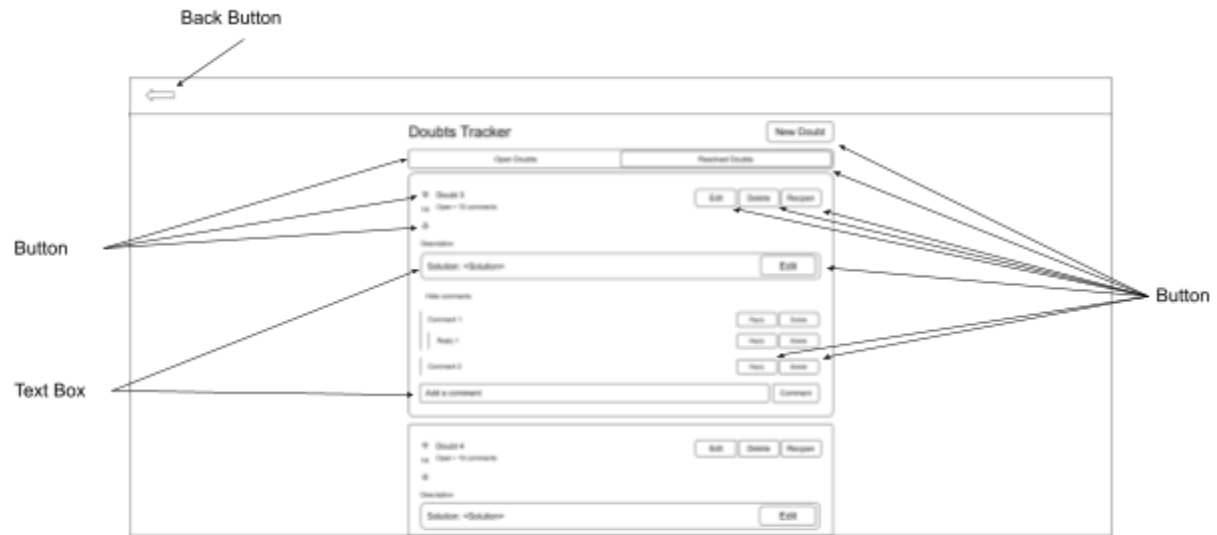 Back Button
Doubts Tracker
New Doubt
Open Doubts
Resolved Doubts
Doubt 3
Edit
Delete
Reopen
Open • 10 comments
Button
Description
Solution: <Solution>
Edit
Button
Hide comments
Comment 1
Reply
Delete
Reply 1
Reply
Delete
Comment 2
Reply
Delete
Text Box
Add a comment
Comment
Doubt 4
Edit
Delete
Reopen
Open • 10 comments
Description
Solution: <Solution>
Edit